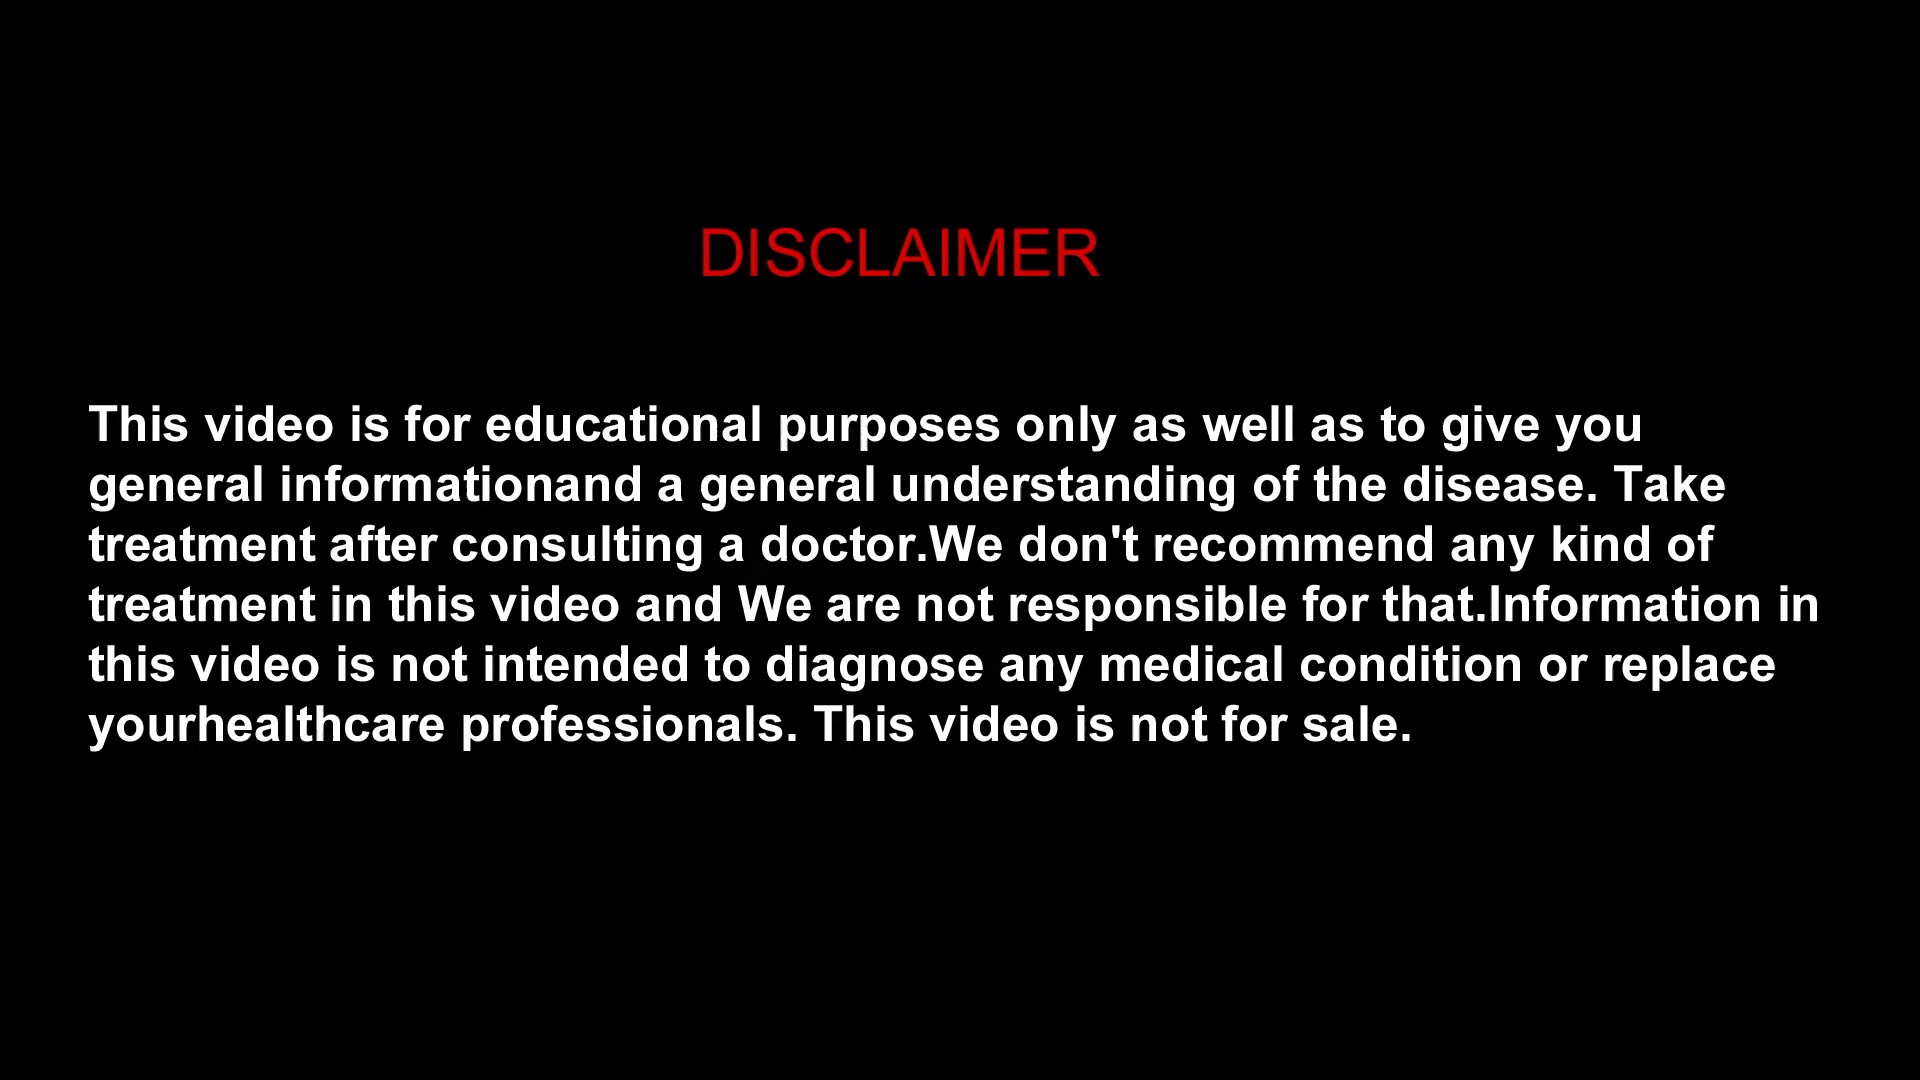 DISCLAIMER
This video is for educational purposes only as well as to give you
general informationand a general understanding of the disease. Take
treatment after consulting a doctor.We don't recommend any kind of
treatment in this video and We are not responsible for that.Information in
this video is not intended to diagnose any medical condition or replace
yourhealthcare professionals. This video is not for sale.